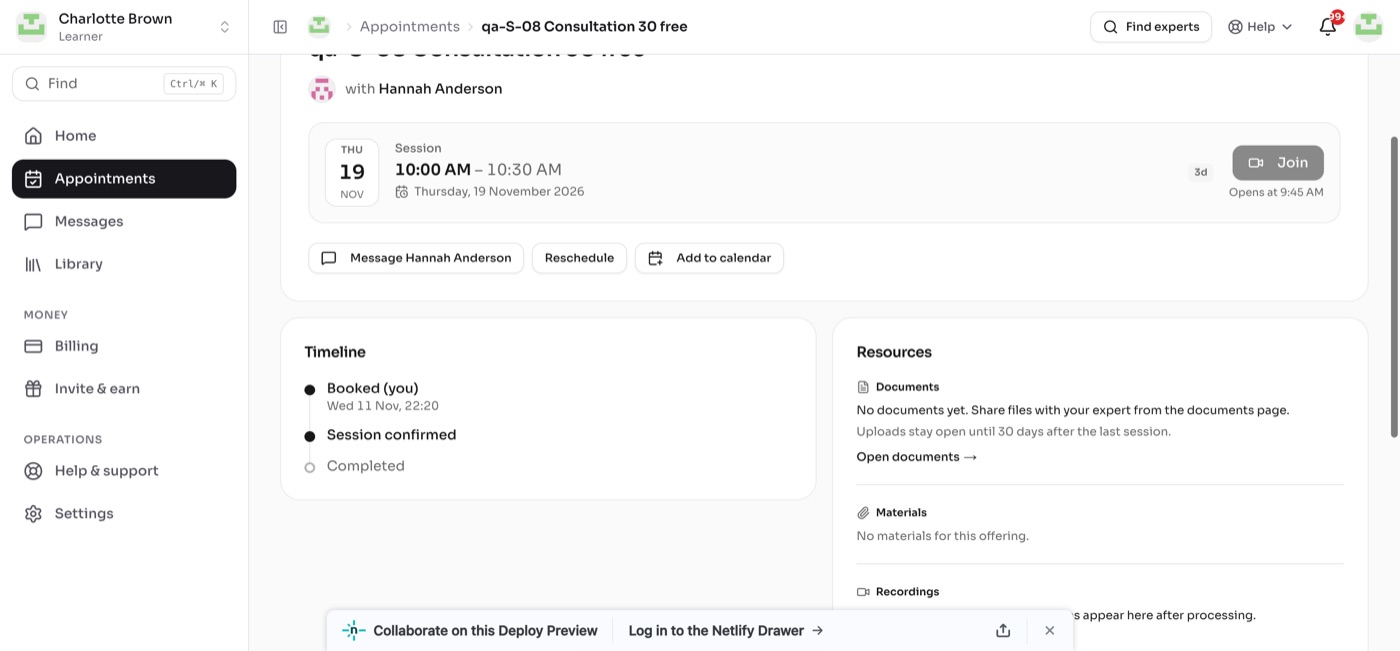 Charlotte Brown
Learner
Find
Ctrl/⌘ K
Home
Appointments
Messages
Library
MONEY
Billing
Invite & earn
OPERATIONS
Help & support
Settings
Appointments
qa-S-08 Consultation 30 free
Find experts
Help
99+
qa-S-08 Consultation 30 free
with Hannah Anderson
THU
19
NOV
Session
10:00 AM – 10:30 AM
Thursday, 19 November 2026
3d
Join
Opens at 9:45 AM
Message Hannah Anderson
Reschedule
Add to calendar
Timeline
Booked (you)
Wed 11 Nov, 22:20
Session confirmed
Completed
Resources
Documents
No documents yet. Share files with your expert from the documents page.
Uploads stay open until 30 days after the last session.
Open documents →
Materials
No materials for this offering.
Recordings
s appear here after processing.
Collaborate on this Deploy Preview
Log in to the Netlify Drawer →